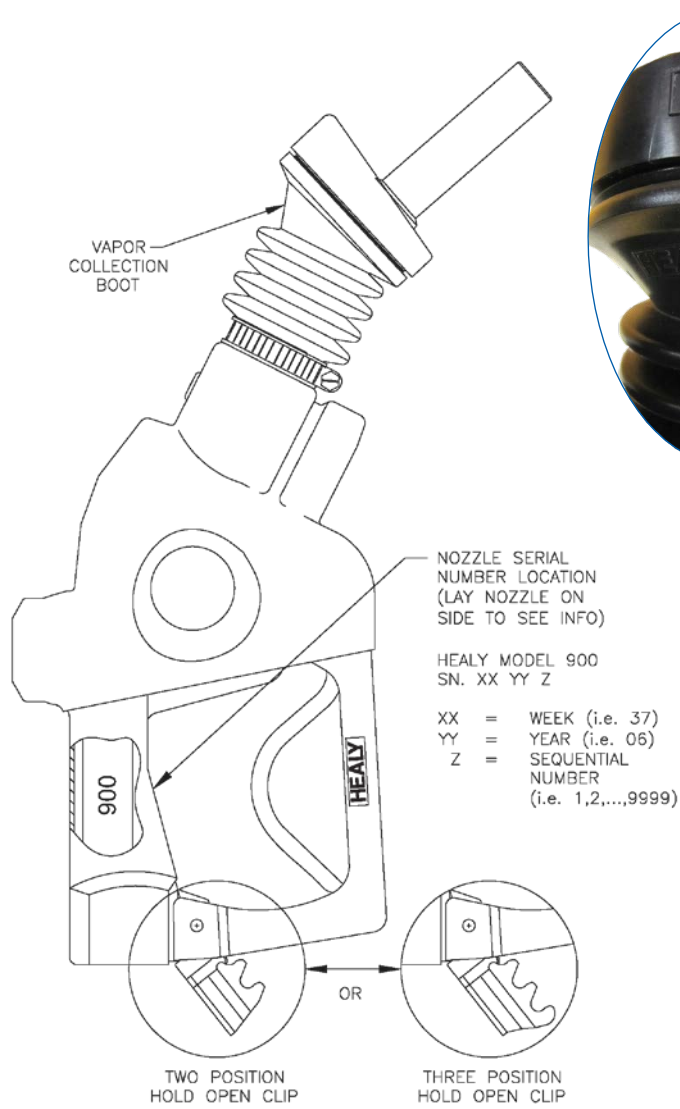 VAPOR
COLLECTION
BOOT
NOZZLE SERIAL
NUMBER LOCATION
(LAY NOZZLE ON
SIDE TO SEE INFO)
HEALY MODEL 900
SN. XX YY Z
XX = WEEK (i.e. 37)
YY = YEAR (i.e. 06)
Z = SEQUENTIAL
NUMBER
(i.e. 1,2,...,9999)
900
HEALY
OR
TWO POSITION
HOLD OPEN CLIP
THREE POSITION
HOLD OPEN CLIP